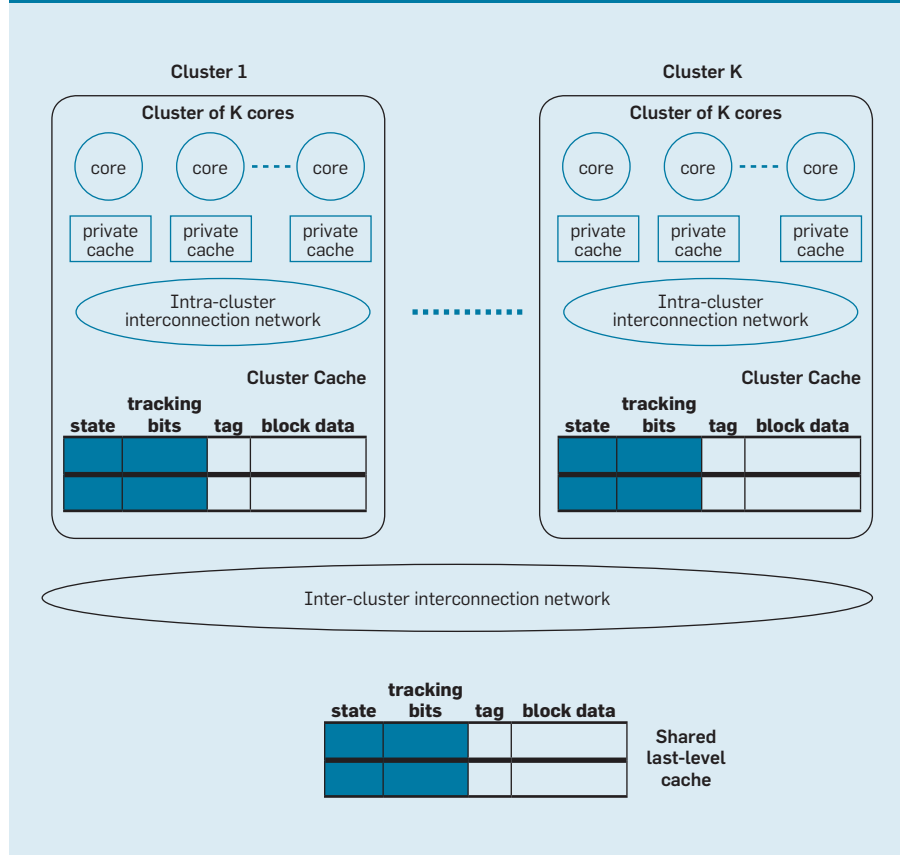 Cluster 1
Cluster K
Cluster of K cores
core
core
core
private
cache
private
cache
private
cache
Intra-cluster
interconnection network
Cluster Cache
tracking
state bits tag block data
Cluster of K cores
core
core
core
private
cache
private
cache
private
cache
Intra-cluster
interconnection network
Cluster Cache
tracking
state bits tag block data
Inter-cluster interconnection network
tracking
state bits tag block data
Shared
last-level
cache